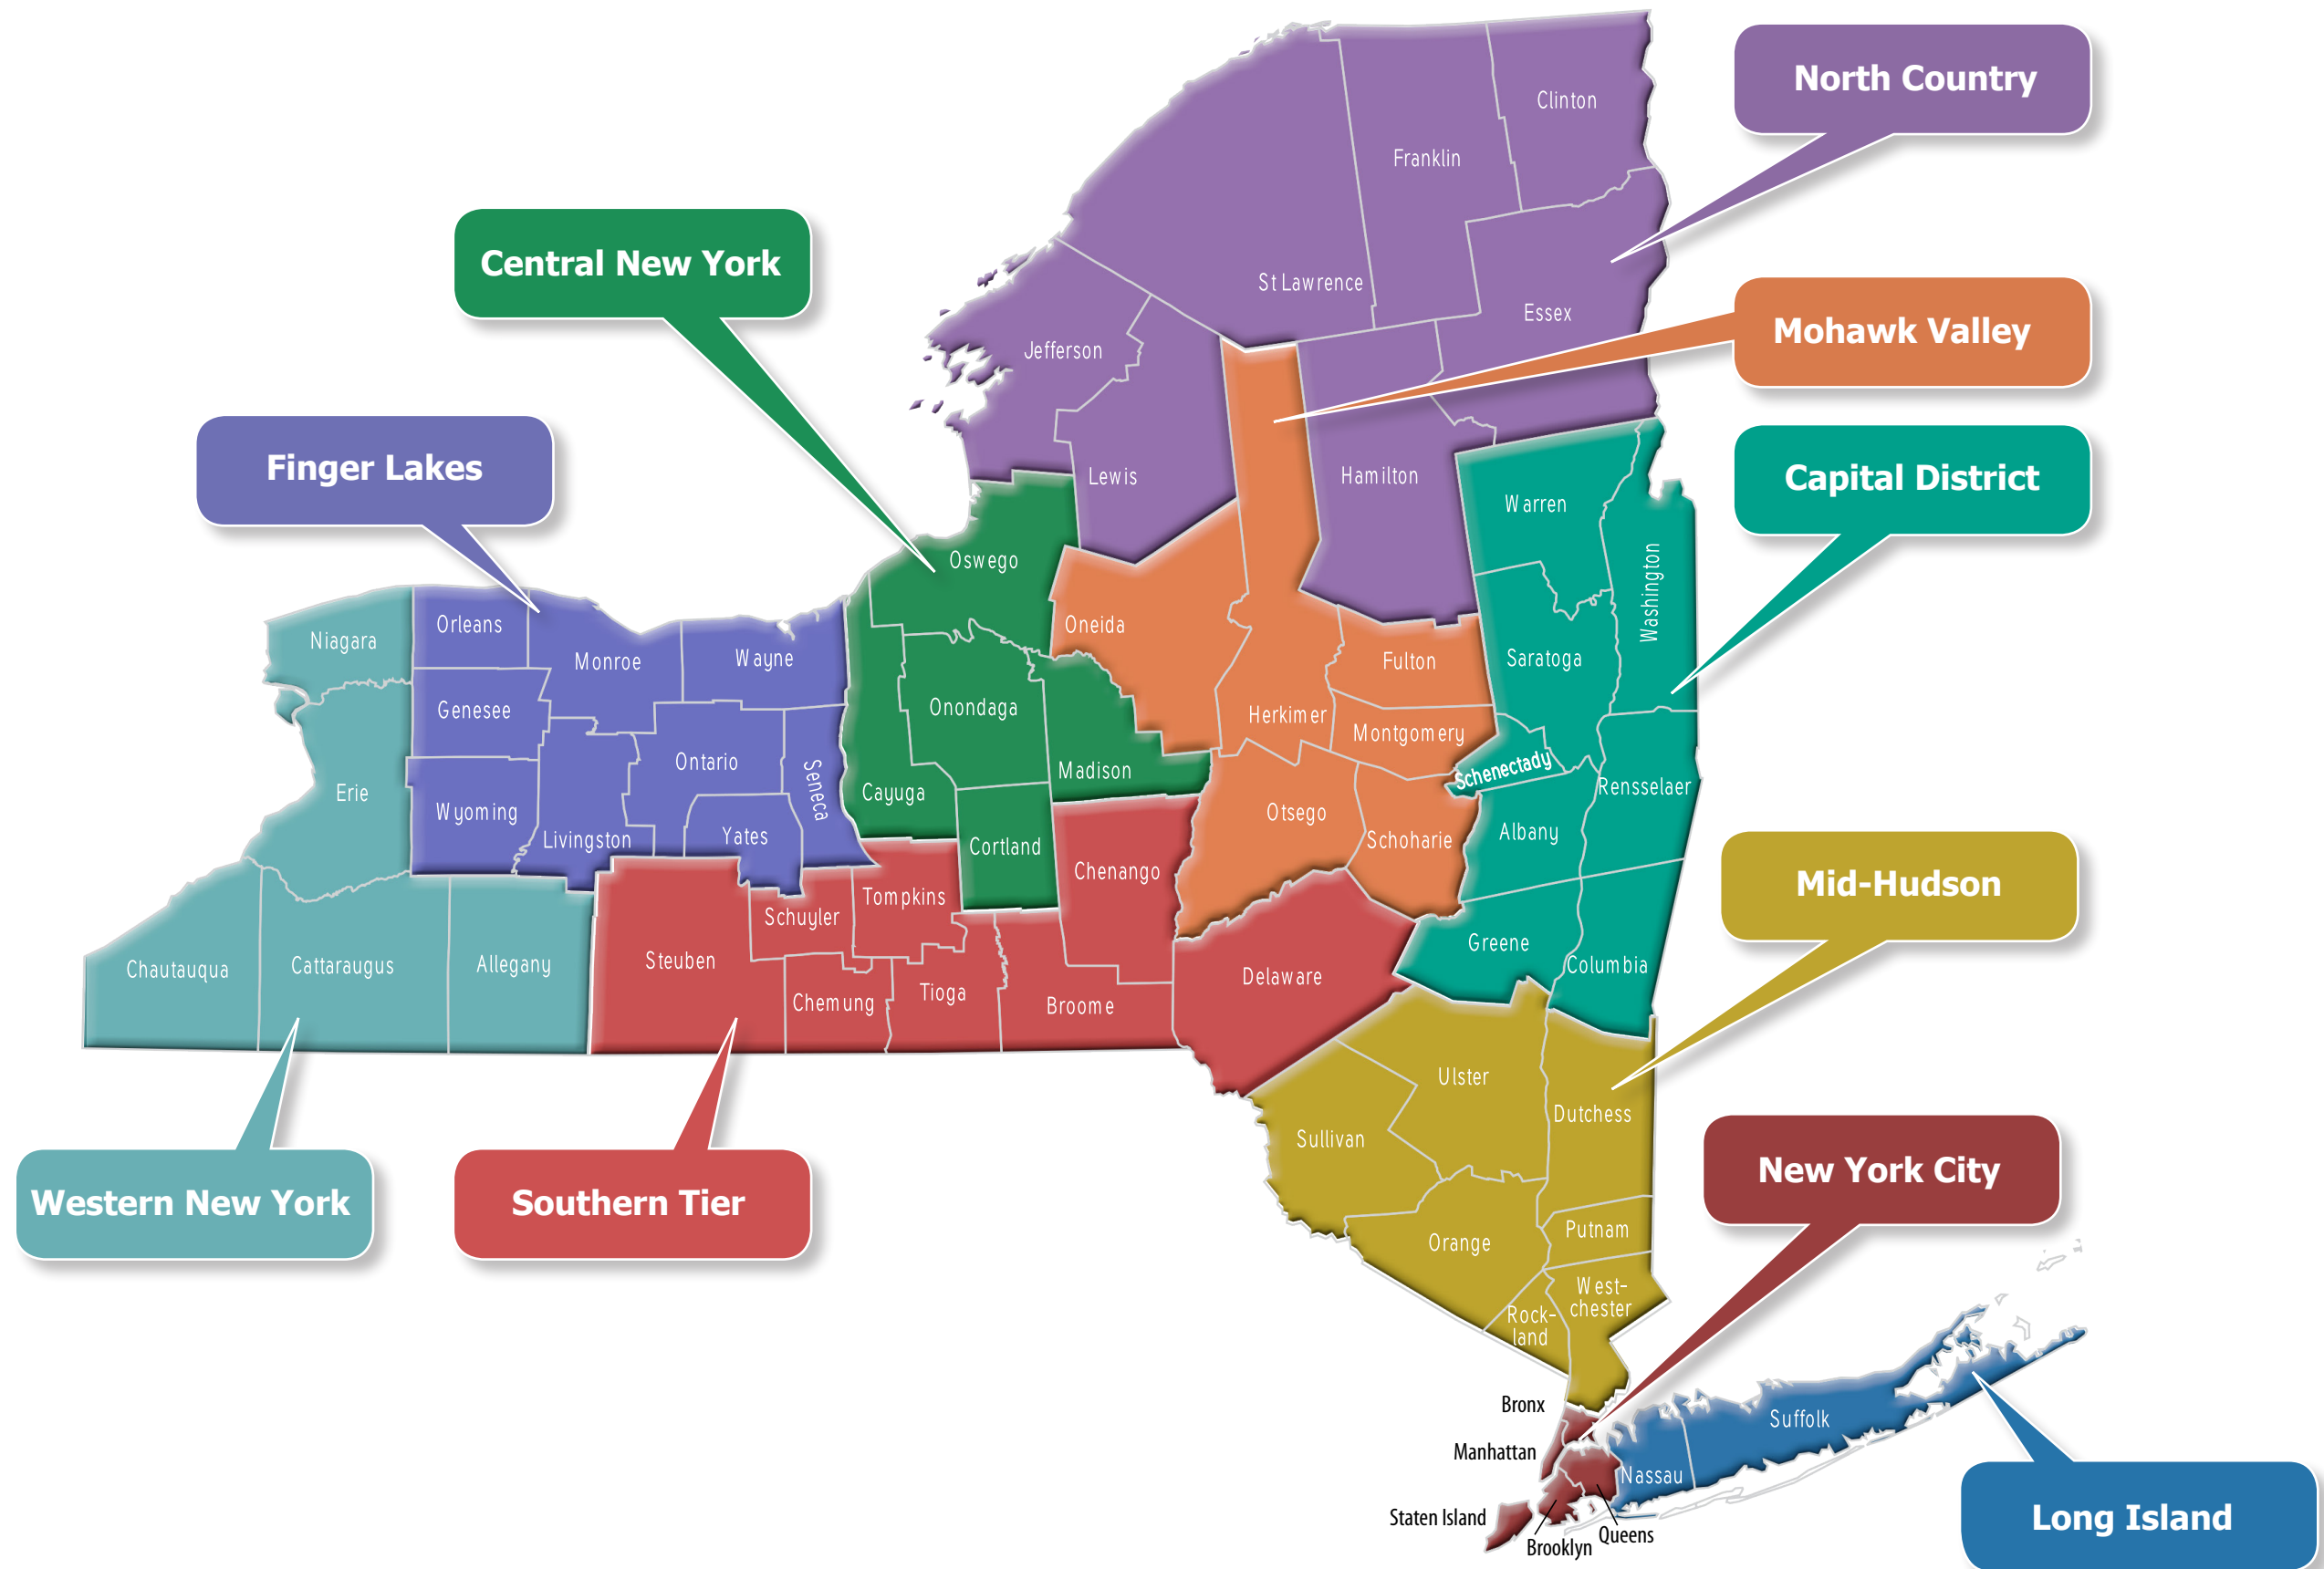 North Country
Clinton
Franklin
Central New York
St Lawrence
Essex
Mohawk Valley
Jefferson
Finger Lakes
Lewis
Hamilton
Capital District
Warren
Oswego
Washington
Niagara
Orleans
Monroe
Wayne
Oneida
Fulton
Saratoga
Genesee
Onondaga
Herkimer
Montgomery
Erie
Ontario
Seneca
Madison
Schenectady
Rensselaer
Wyoming
Livingston
Yates
Cayuga
Otsego
Albany
Cortland
Schoharie
Chenango
Mid-Hudson
Tompkins
Schuyler
Greene
Chautauqua
Cattaraugus
Allegany
Steuben
Columbia
Delaware
Chemung
Tioga
Broome
Ulster
Dutchess
Sullivan
Western New York
Southern Tier
New York City
Putnam
Orange
West-
chester
Rock-
land
Bronx
Manhattan
Suffolk
Nassau
Staten Island
Brooklyn
Queens
Long Island